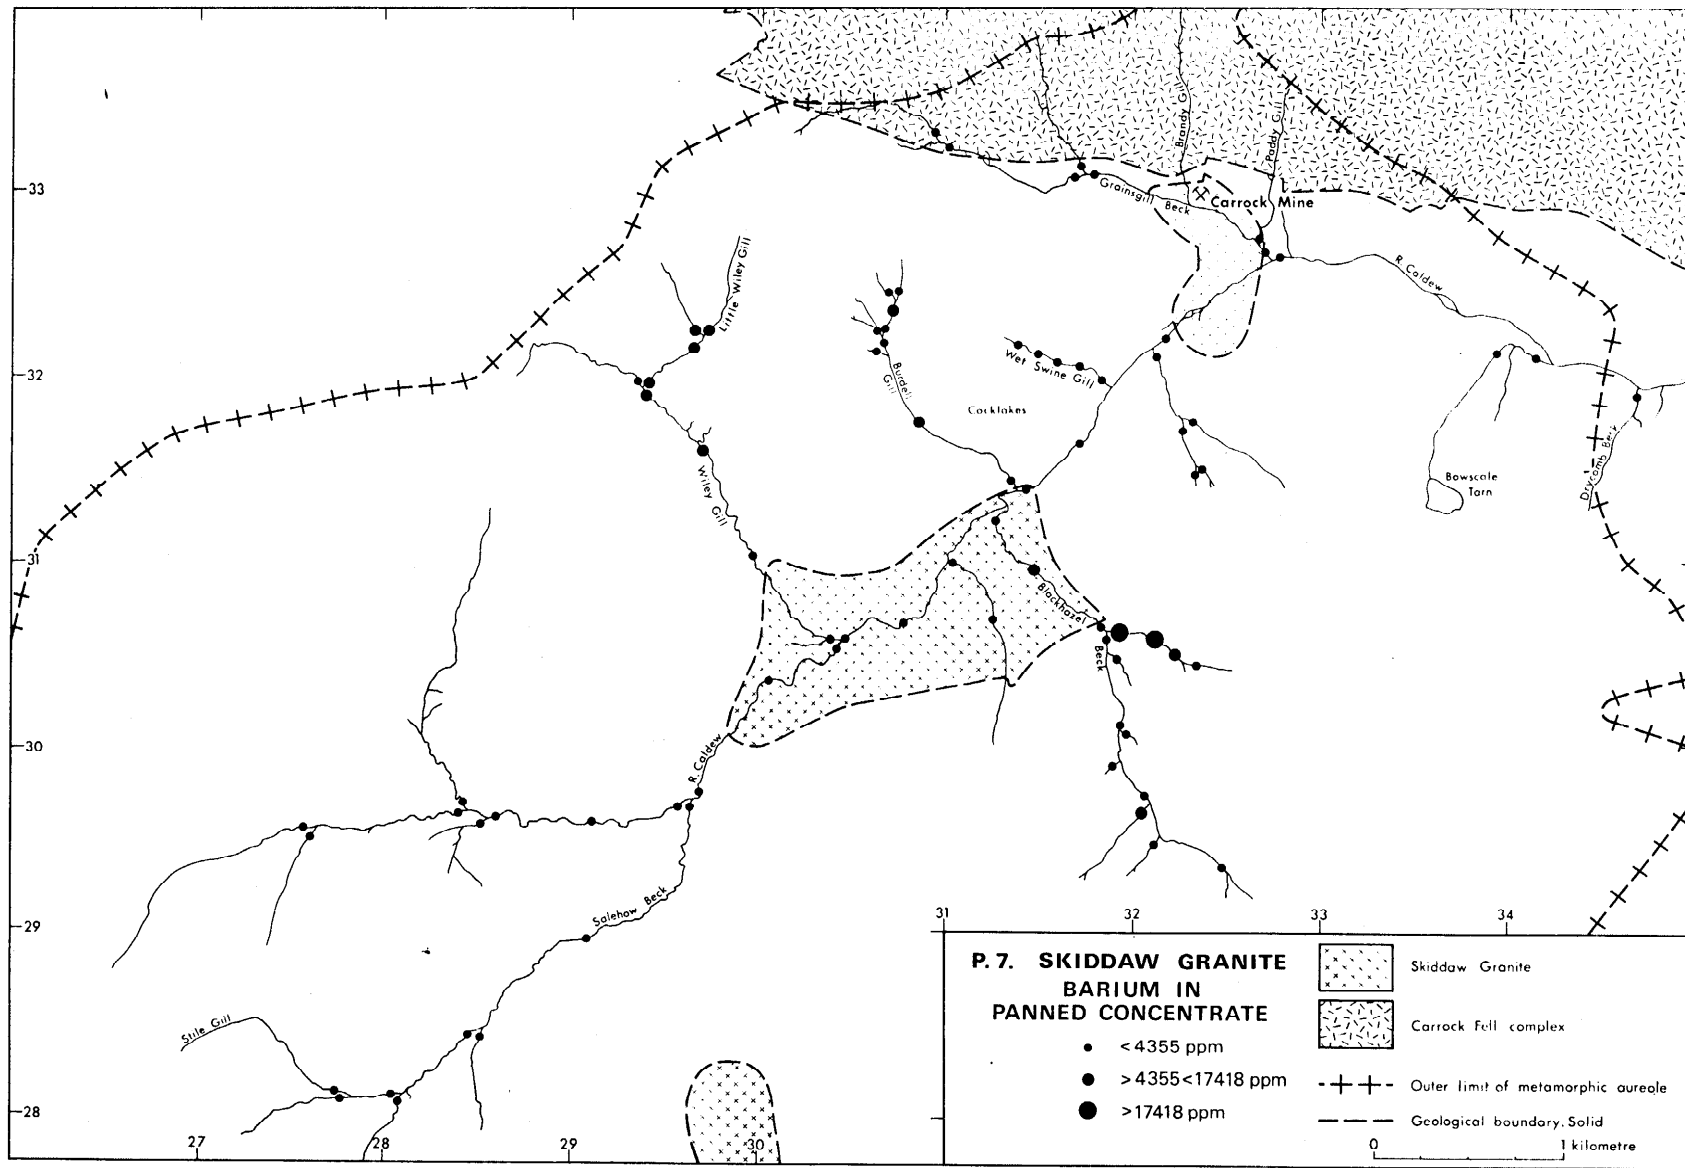 33
32
31
30
29
28
27
28
29
30
31
32
33
34
Brandy Gill
Paddy Gill
Grainsgill Beck
Carrock Mine
R. Caldew
Little Wiley Gill
Burdell
Gill
Wet Swine Gill
Cocklakes
Wiley Gill
Bowscale
Tarn
Drycomb Beck
Blackhazel
Beck
R. Caldew
Salehow Beck
Stile Gill
P.7. SKIDDAW GRANITE
BARIUM IN
PANNED CONCENTRATE
< 4355 ppm
> 4355 < 17418 ppm
> 17418 ppm
Skiddaw Granite
Carrock Fell complex
Outer limit of metamorphic aureole
Geological boundary, Solid
0 1 kilometre